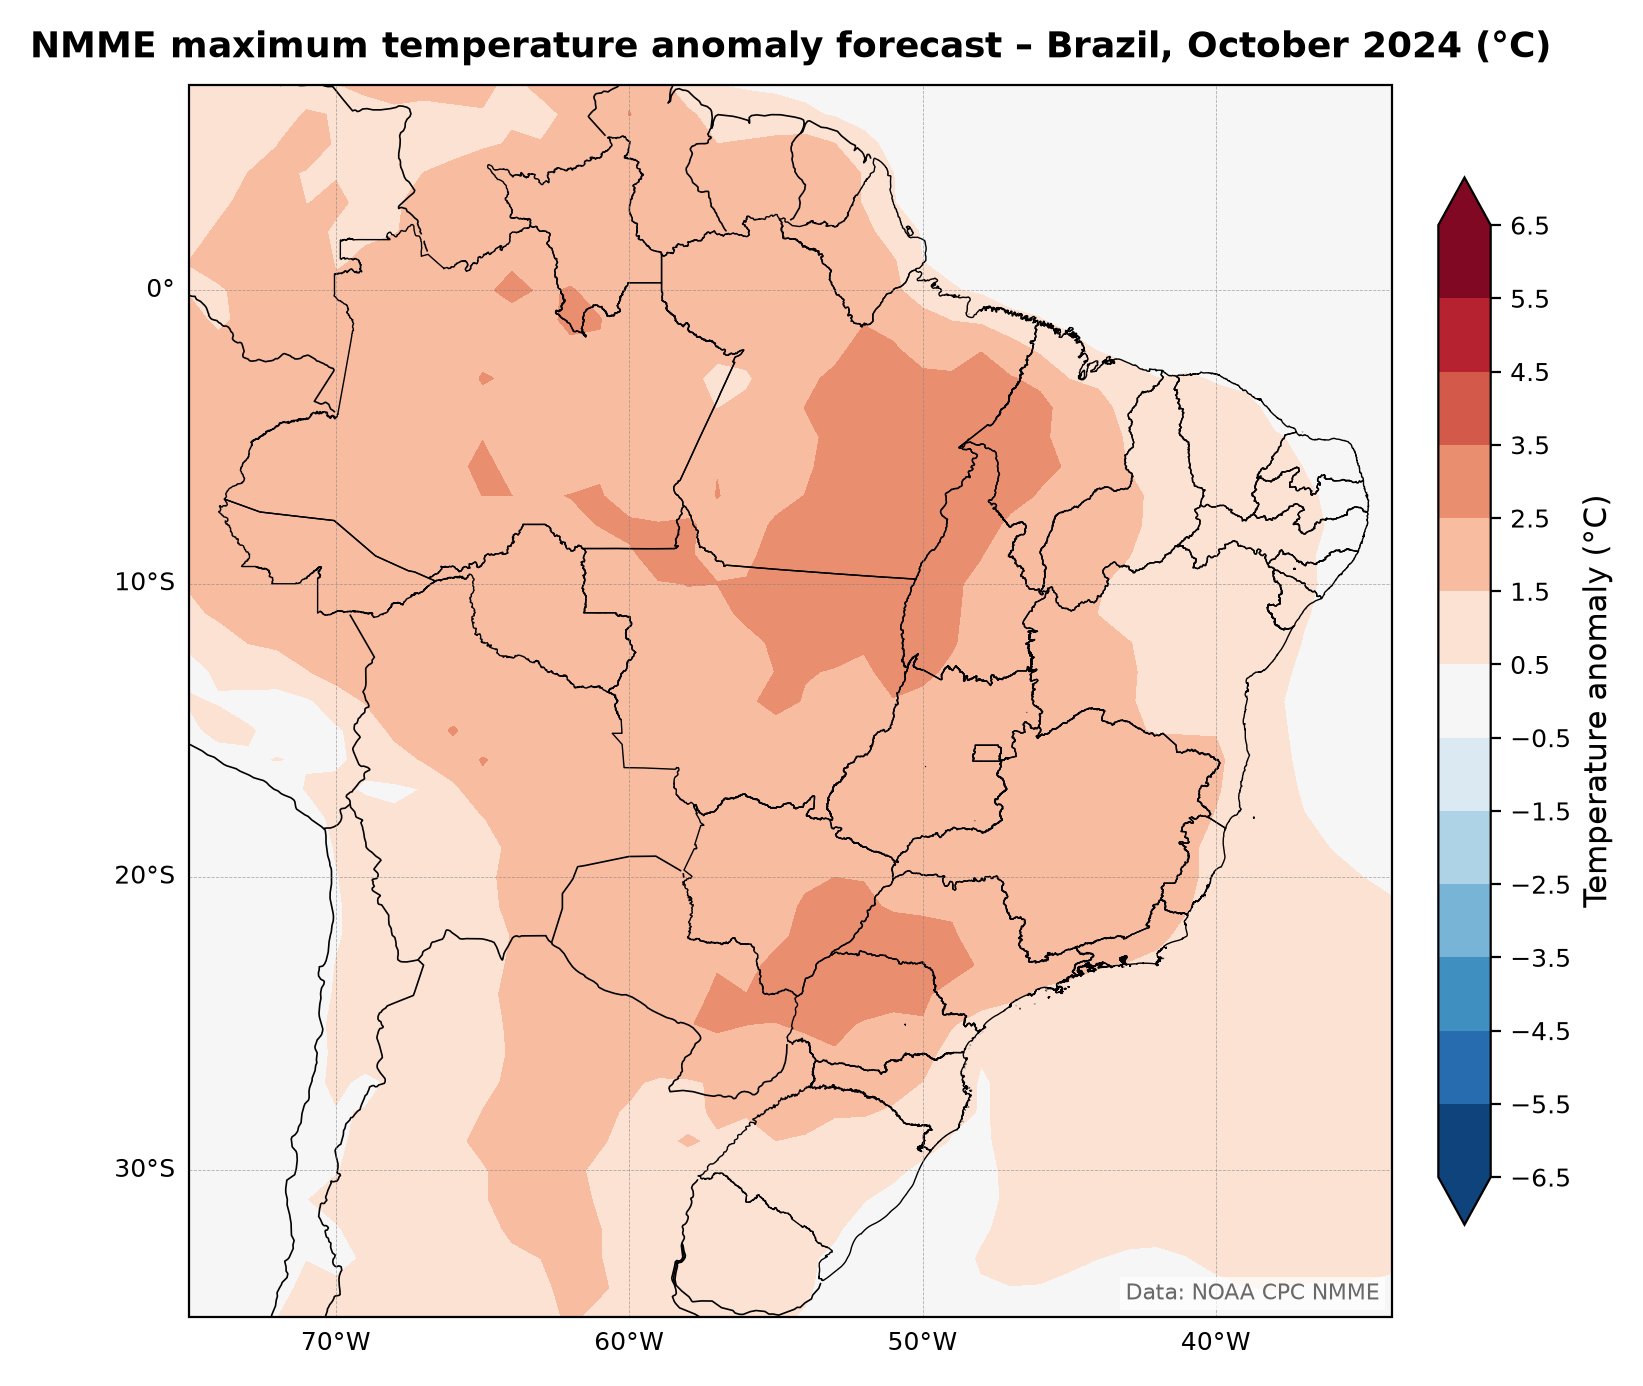 NMME maximum temperature anomaly forecast – Brazil, October 2024 (°C)
0°
10°S
20°S
30°S
70°W
60°W
50°W
40°W
Data: NOAA CPC NMME
6.5
5.5
4.5
3.5
2.5
1.5
0.5
−0.5
−1.5
−2.5
−3.5
−4.5
−5.5
−6.5
Temperature anomaly (°C)